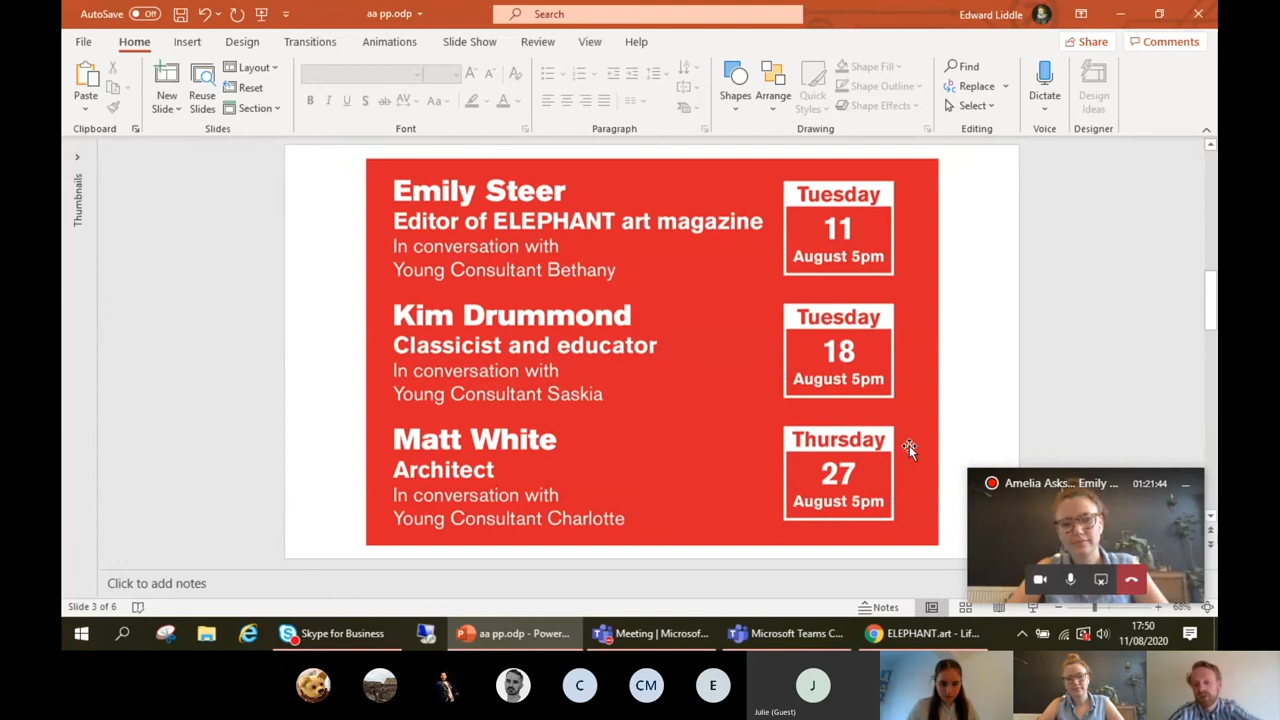 AutoSave Off
aa pp.odp
Search
Edward Liddle
File Home Insert Design Transitions Animations Slide Show Review View Help
Share Comments
Paste
New Slides
Reuse Slides
Layout
Reset
Section
Shapes
Arrange
Quick Styles
Shape Fill
Shape Outline
Shape Effects
Find
Replace
Select
Dictate
Design Ideas
Clipboard
Slides
Font
Paragraph
Drawing
Editing
Voice
Designer
Thumbnails
Emily Steer
Editor of ELEPHANT art magazine
In conversation with
Young Consultant Bethany
Tuesday
11
August 5pm
Kim Drummond
Classicist and educator
In conversation with
Young Consultant Saskia
Tuesday
18
August 5pm
Matt White
Architect
In conversation with
Young Consultant Charlotte
Thursday
27
August 5pm
Amelia Asks... Emily ... 01:21:44
Click to add notes
Slide 3 of 6
Notes
68%
Skype for Business
aa pp.odp - Power...
Meeting | Microsof...
Microsoft Teams C...
ELEPHANT.art - Lif...
17:50
11/08/2020
C
CM
E
J
Julie (Guest)